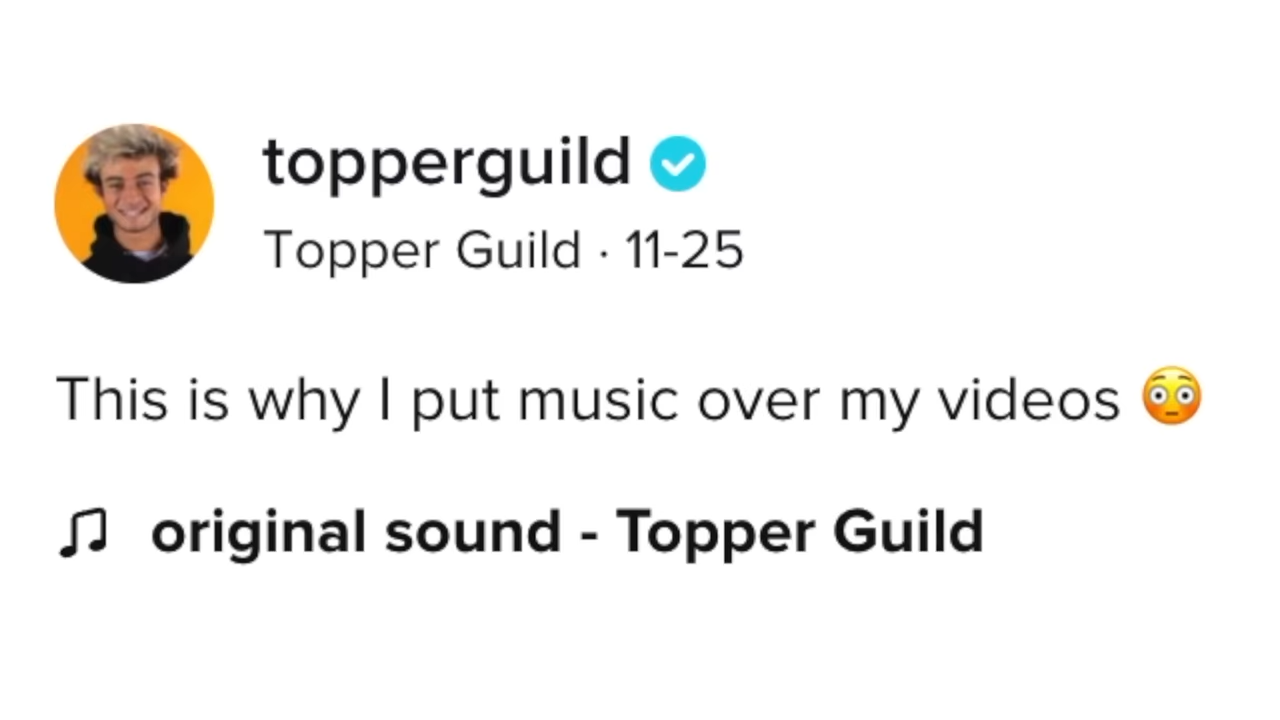 topperguild
Topper Guild · 11-25
This is why I put music over my videos 😳
original sound - Topper Guild